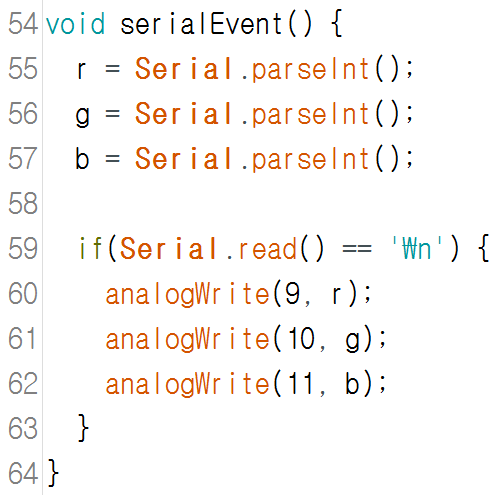 54 void serialEvent() {
55   r = Serial.parseInt();
56   g = Serial.parseInt();
57   b = Serial.parseInt();
58
59   if(Serial.read() == '₩n') {
60     analogWrite(9, r);
61     analogWrite(10, g);
62     analogWrite(11, b);
63   }
64 }